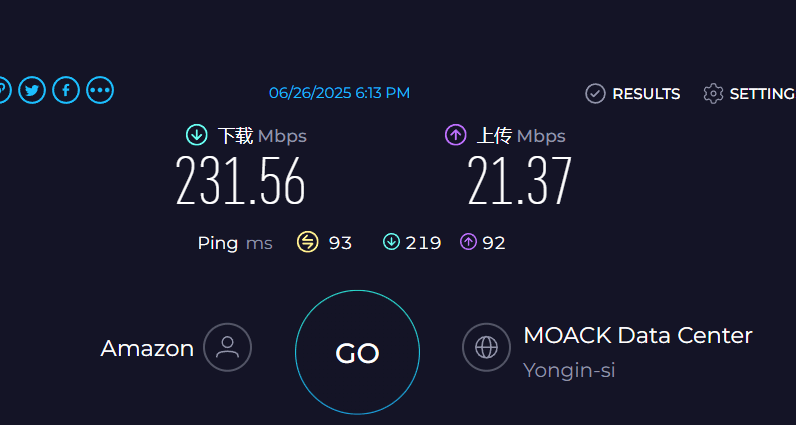 06/26/2025 6:13 PM
RESULTS
SETTING
下载 Mbps
上传 Mbps
231.56
21.37
Ping ms 93 219 92
Amazon
GO
MOACK Data Center
Yongin-si